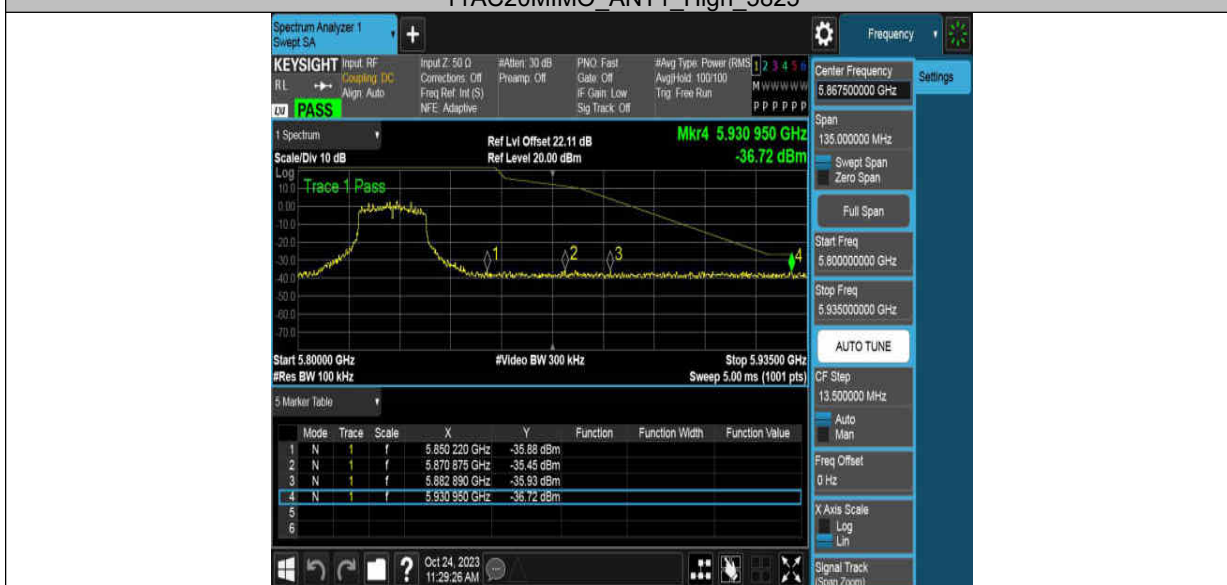 11AC20MIMO_ANT1_High_5825
Spectrum Analyzer 1
Swept SA
+
Frequency
KEYSIGHT
RL
PASS
Input: RF
Coupling: DC
Align: Auto
Input Z: 50 Ω
Corrections: Off
Freq Ref: Int (S)
NFE: Adaptive
#Atten: 30 dB
Preamp: Off
PNO: Fast
Gate: Off
IF Gain: Low
Sig Track: Off
#Avg Type: Power (RMS
Avg|Hold: 100/100
Trig: Free Run
1 2 3 4 5 6
M W W W W W
P P P P P P
Center Frequency
5.867500000 GHz
Settings
Span
135.000000 MHz
Swept Span
Zero Span
Full Span
Start Freq
5.800000000 GHz
Stop Freq
5.935000000 GHz
AUTO TUNE
CF Step
13.500000 MHz
Auto
Man
Freq Offset
0 Hz
X Axis Scale
Log
Lin
Signal Track
(Span Zoom)
1 Spectrum
Scale/Div 10 dB
Ref Lvl Offset 22.11 dB
Ref Level 20.00 dBm
Mkr4 5.930 950 GHz
-36.72 dBm
Log
Trace 1 Pass
10.0
0.00
-10.0
-20.0
-30.0
-40.0
-50.0
-60.0
-70.0
1
2
3
4
Start 5.80000 GHz
#Res BW 100 kHz
#Video BW 300 kHz
Stop 5.93500 GHz
Sweep 5.00 ms (1001 pts)
5 Marker Table
Mode Trace Scale X Y Function Function Width Function Value
1 N 1 f 5.850 220 GHz -35.88 dBm
2 N 1 f 5.870 875 GHz -35.45 dBm
3 N 1 f 5.882 890 GHz -35.93 dBm
4 N 1 f 5.930 950 GHz -36.72 dBm
5
6
?
Oct 24, 2023
11:29:26 AM